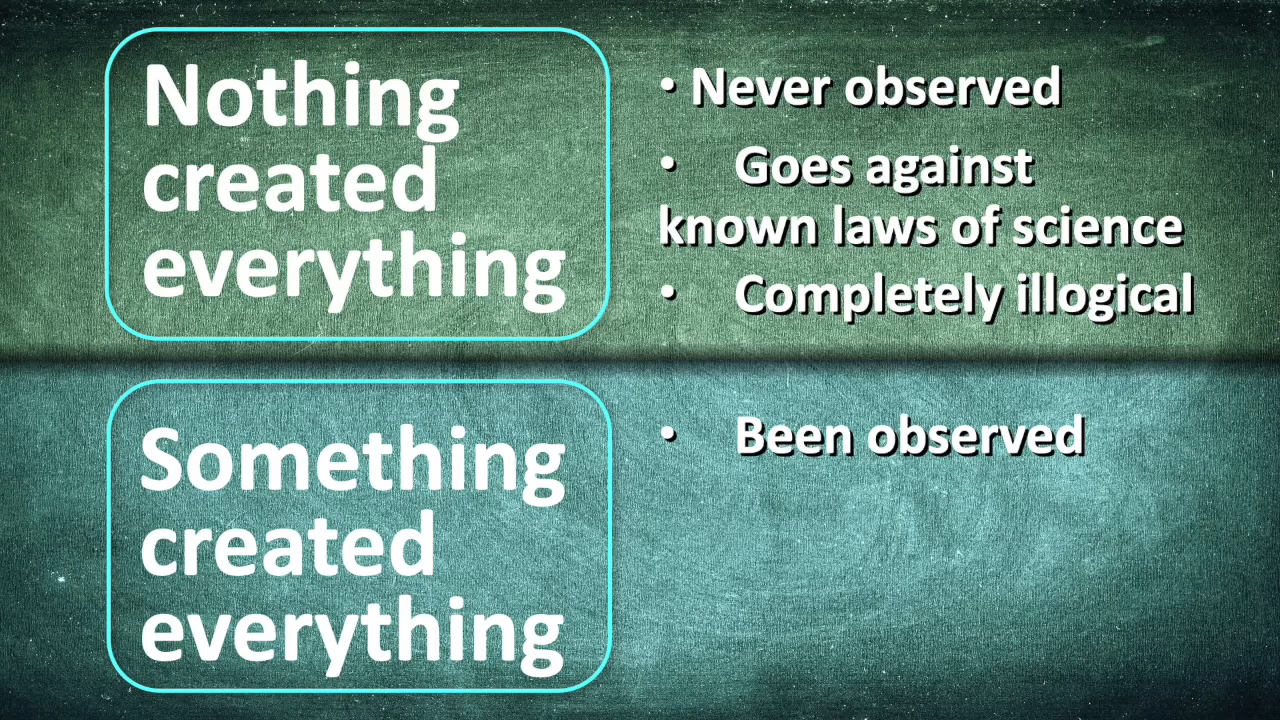 Nothing
created
everything
• Never observed
• Goes against
known laws of science
• Completely illogical
Something
created
everything
• Been observed